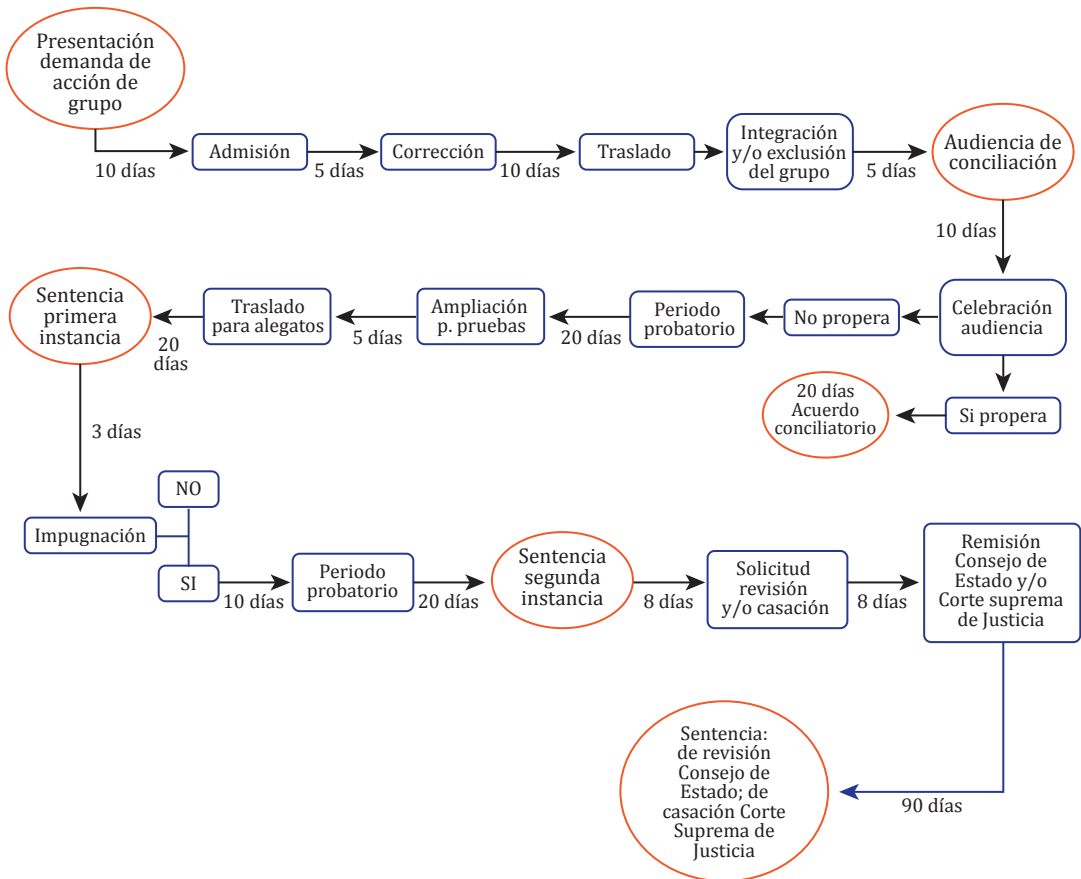 Presentación
demanda de
acción de
grupo
10 días
Admisión
5 días
Corrección
10 días
Traslado
Integración
y/o exclusión
del grupo
5 días
Audiencia de
conciliación
10 días
Celebración
audiencia
No propera
Periodo
probatorio
20 días
Ampliación
p. pruebas
5 días
Traslado
para alegatos
20
días
Sentencia
primera
instancia
Si propera
20 días
Acuerdo
conciliatorio
3 días
Impugnación
NO
SI
10 días
Periodo
probatorio
20 días
Sentencia
segunda
instancia
8 días
Solicitud
revisión
y/o casación
8 días
Remisión
Consejo de
Estado y/o
Corte suprema
de Justicia
90 días
Sentencia:
de revisión
Consejo de
Estado; de
casación Corte
Suprema de
Justicia